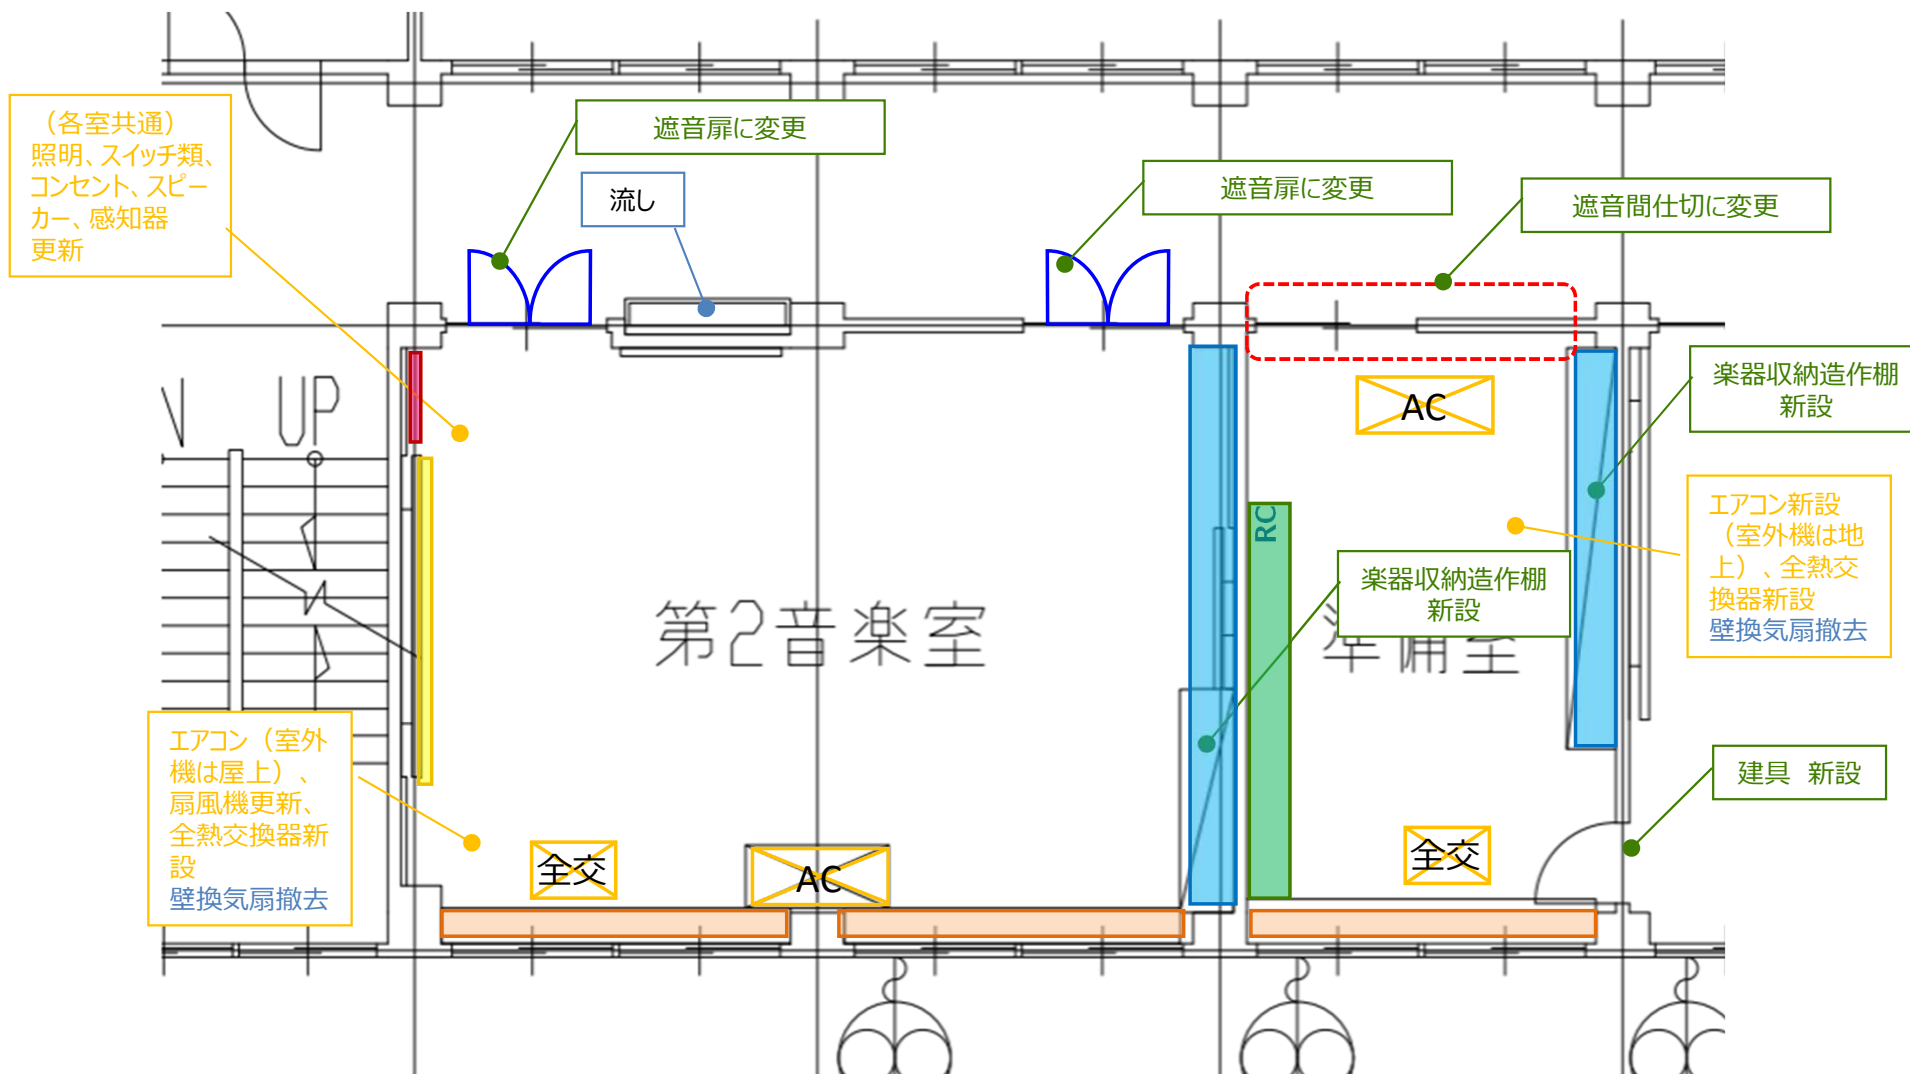 （各室共通）
照明、スイッチ類、
コンセント、スピー
カー、感知器
更新
遮音扉に変更
流し
遮音扉に変更
遮音間仕切に変更
楽器収納造作棚
新設
AC
UP
RC
エアコン新設
（室外機は地
上）、全熱交
換器新設
壁換気扇撤去
楽器収納造作棚
新設
第2音楽室
準備室
エアコン（室外
機は屋上）、
扇風機更新、
全熱交換器新
設
壁換気扇撤去
建具　新設
全交
AC
全交